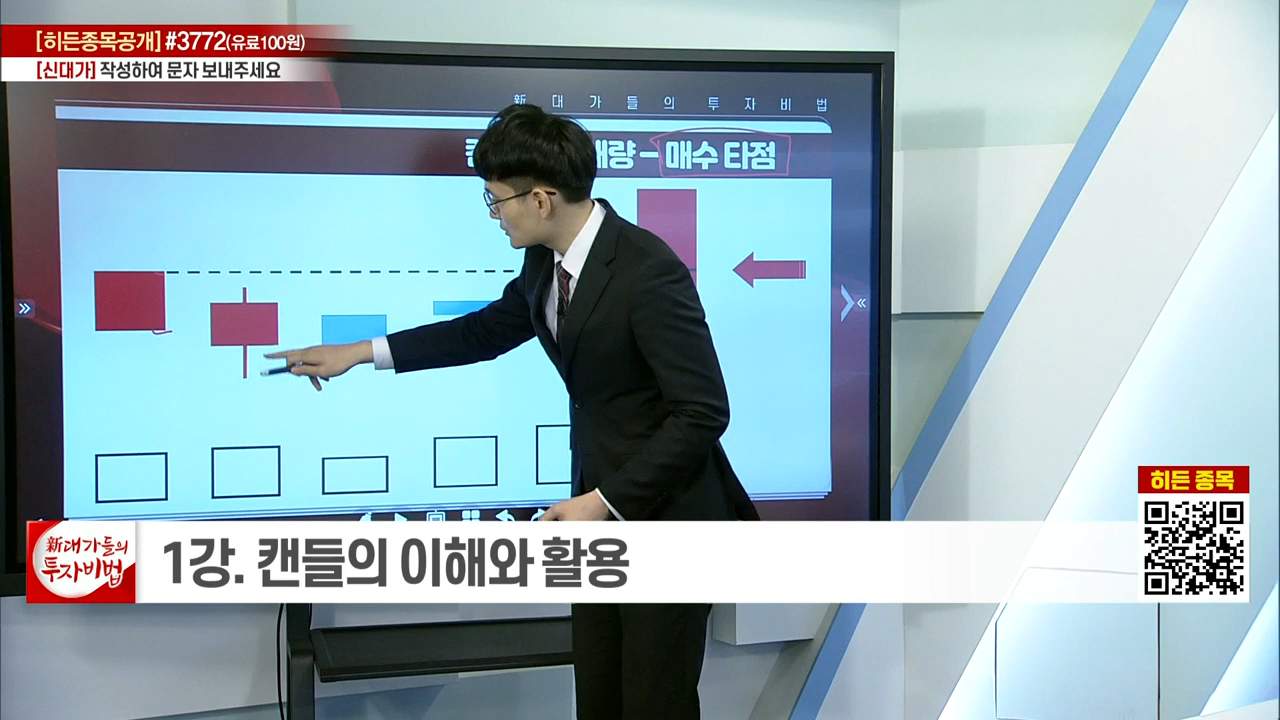 [히든종목공개] #3772(유료100원)
[신대가] 작성하여 문자 보내주세요
新대가들의 투자비법
래량 – 매수 타점
히든 종목
新대가들의
투자비법
1강. 캔들의 이해와 활용